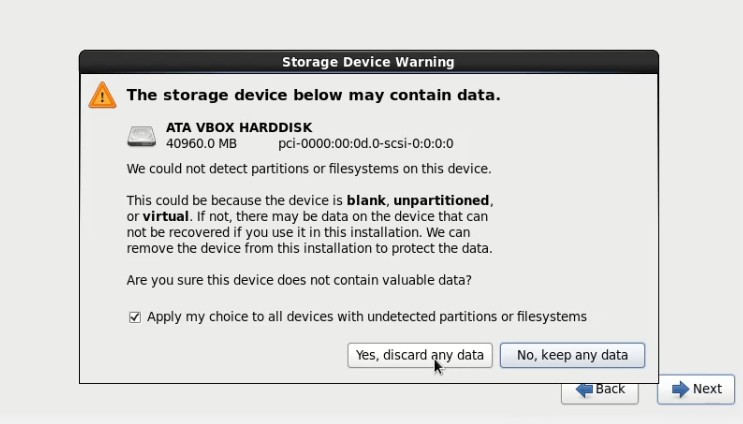 Storage Device Warning
The storage device below may contain data.
ATA VBOX HARDDISK
40960.0 MB pci-0000:00:0d.0-scsi-0:0:0:0
We could not detect partitions or filesystems on this device.
This could be because the device is blank, unpartitioned,
or virtual. If not, there may be data on the device that can
not be recovered if you use it in this installation. We can
remove the device from this installation to protect the data.
Are you sure this device does not contain valuable data?
Apply my choice to all devices with undetected partitions or filesystems
Yes, discard any data No, keep any data
Back Next